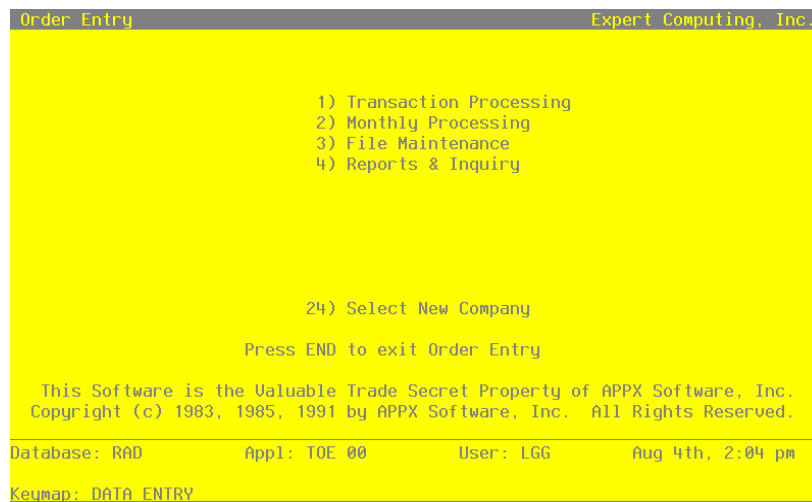 Order Entry Expert Computing, Inc.
1) Transaction Processing
2) Monthly Processing
3) File Maintenance
4) Reports & Inquiry
24) Select New Company
Press END to exit Order Entry
This Software is the Valuable Trade Secret Property of APPX Software, Inc.
Copyright (c) 1983, 1985, 1991 by APPX Software, Inc. All Rights Reserved.
Database: RAD Appl: TOE 00 User: LGG Aug 4th, 2:04 pm
Keymap: DATA ENTRY